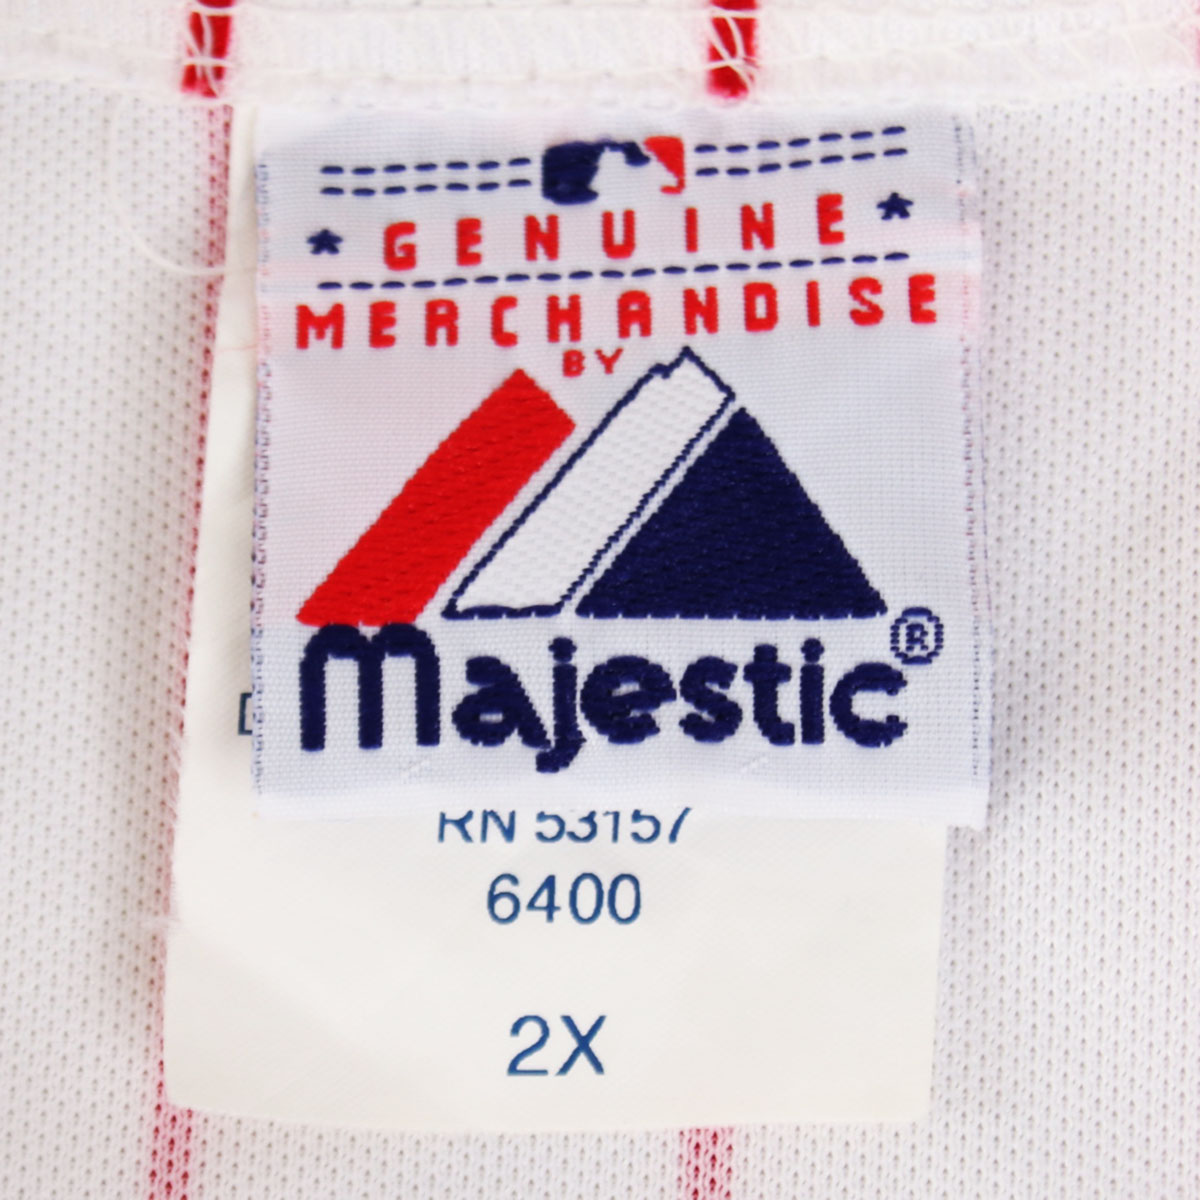 GENUINE
MERCHANDISE
BY
Majestic®
RN 53157
6400
2X